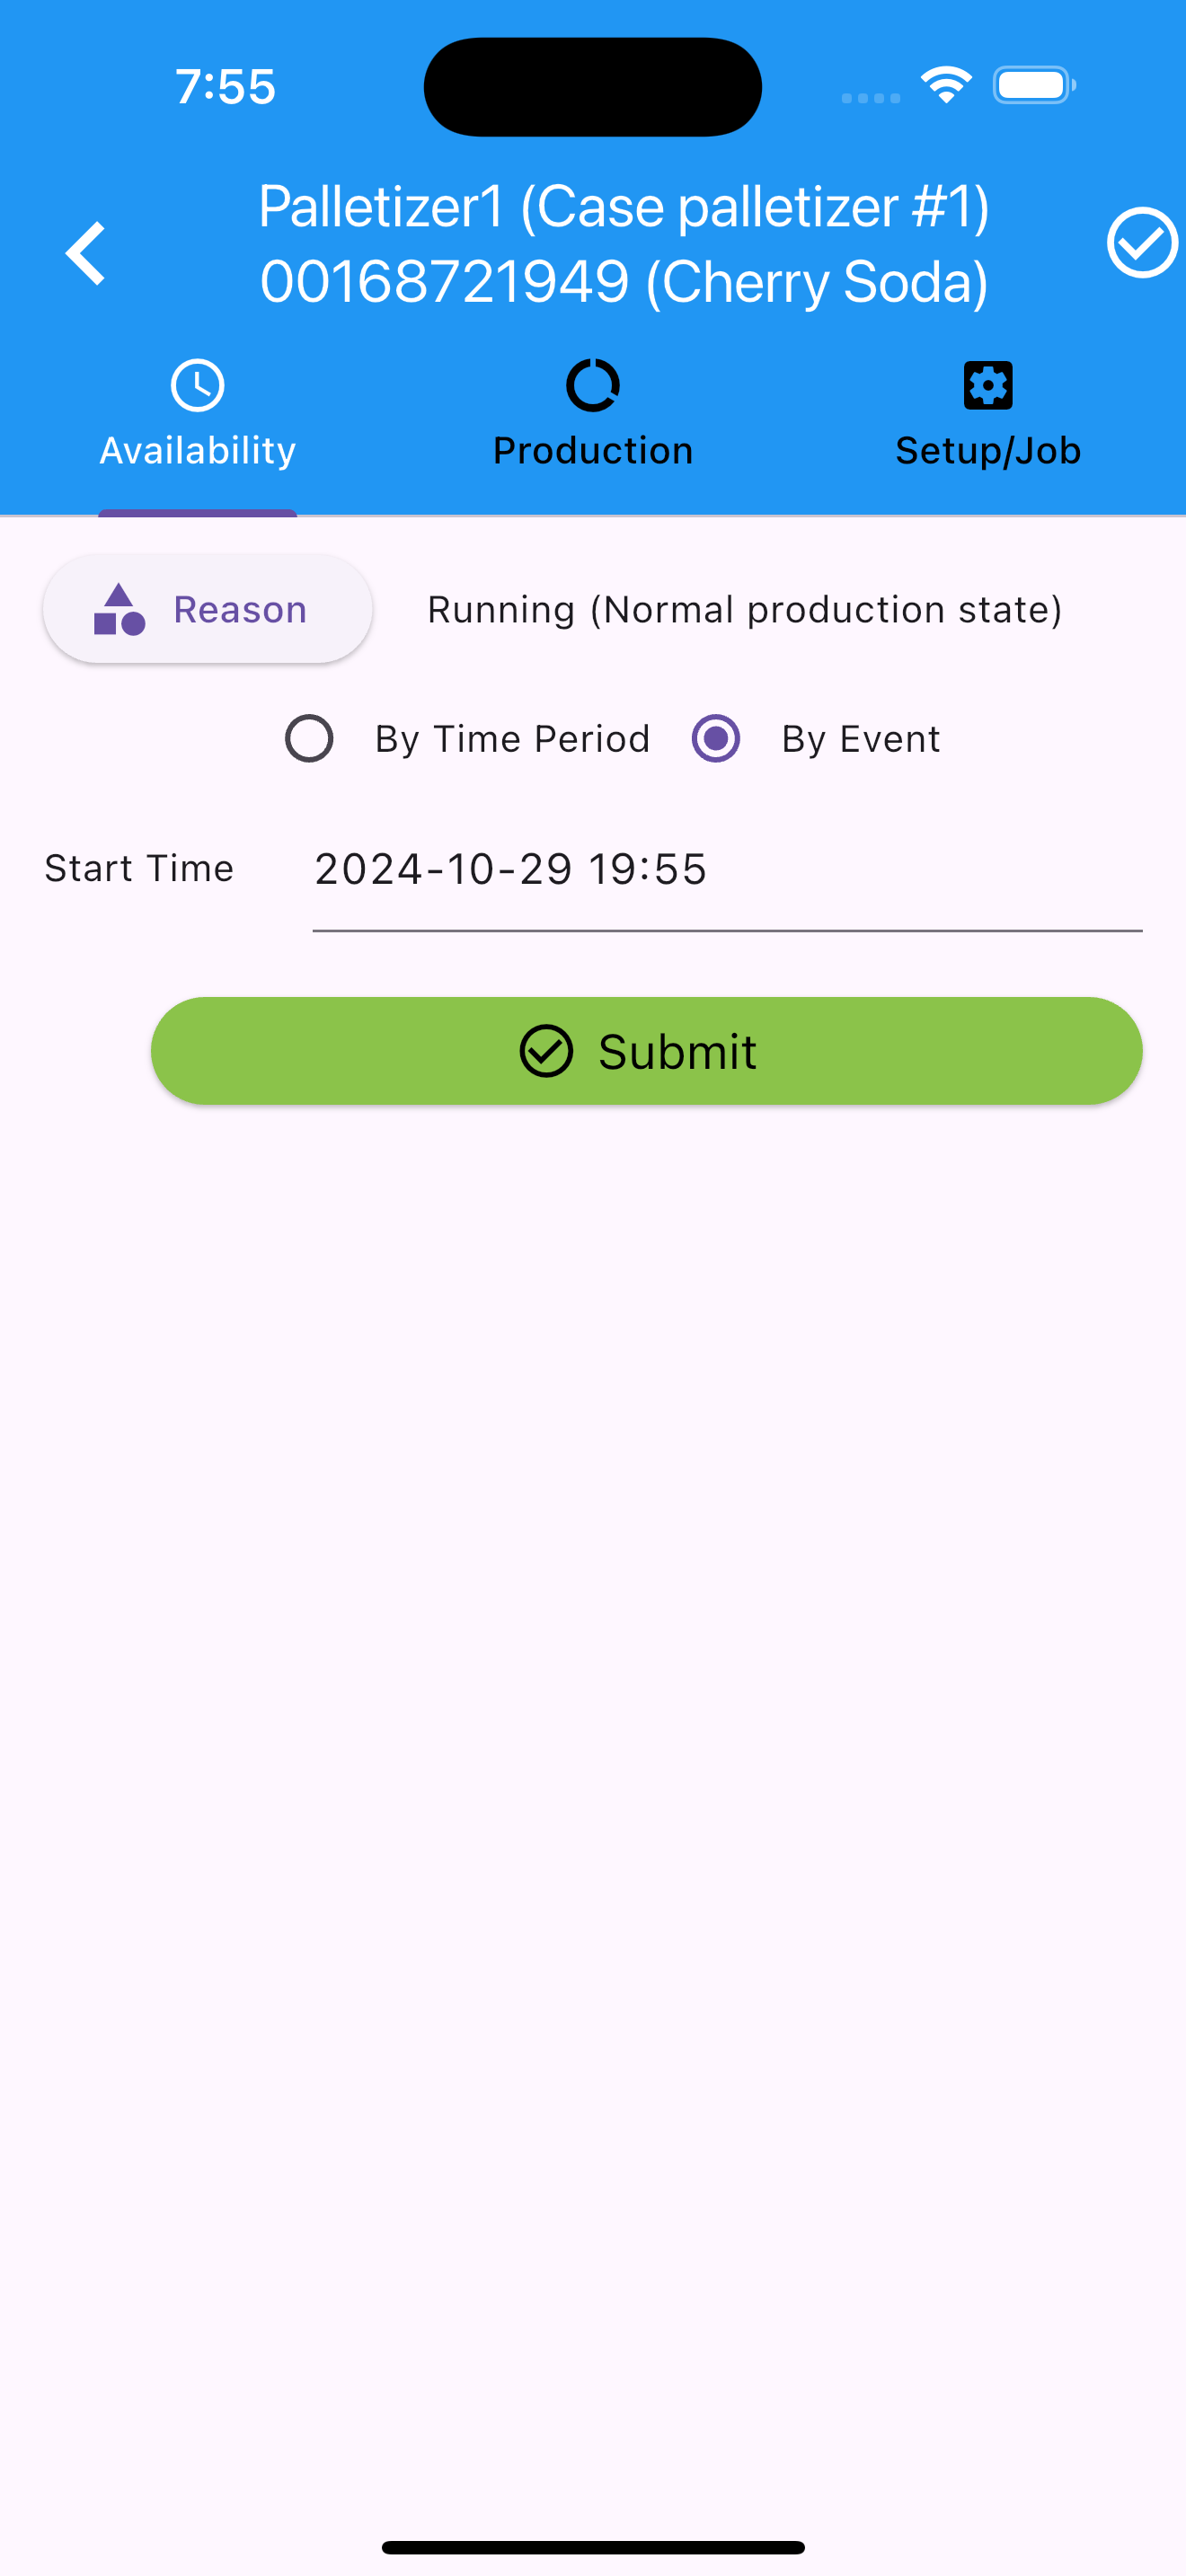 7:55
Palletizer1 (Case palletizer #1)
00168721949 (Cherry Soda)
Availability
Production
Setup/Job
Reason
Running (Normal production state)
By Time Period
By Event
Start Time
2024-10-29 19:55
Submit